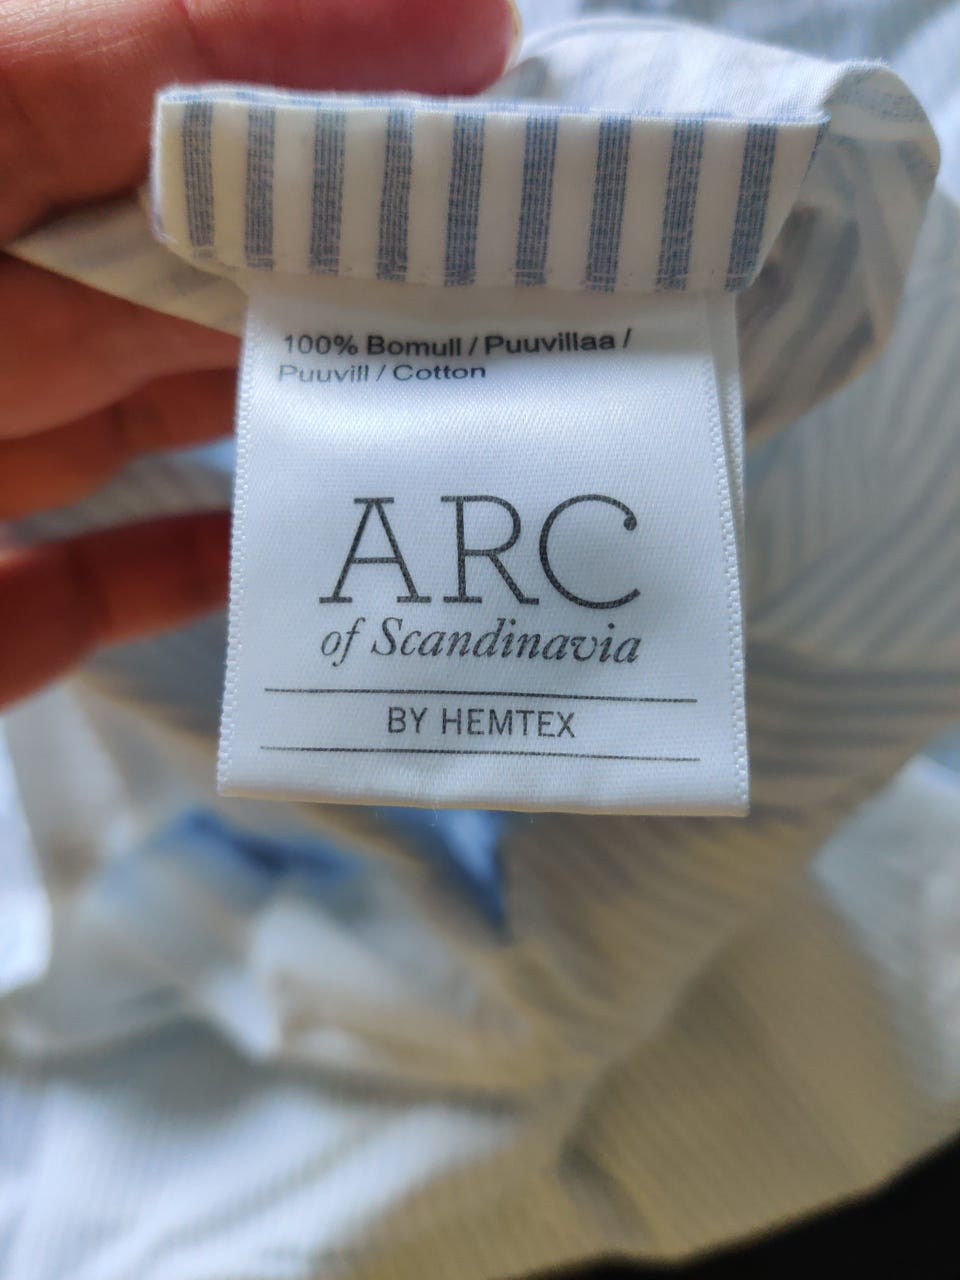 100% Bomull / Puuvillaa /
Puuvill / Cotton
ARC
of Scandinavia
BY HEMTEX